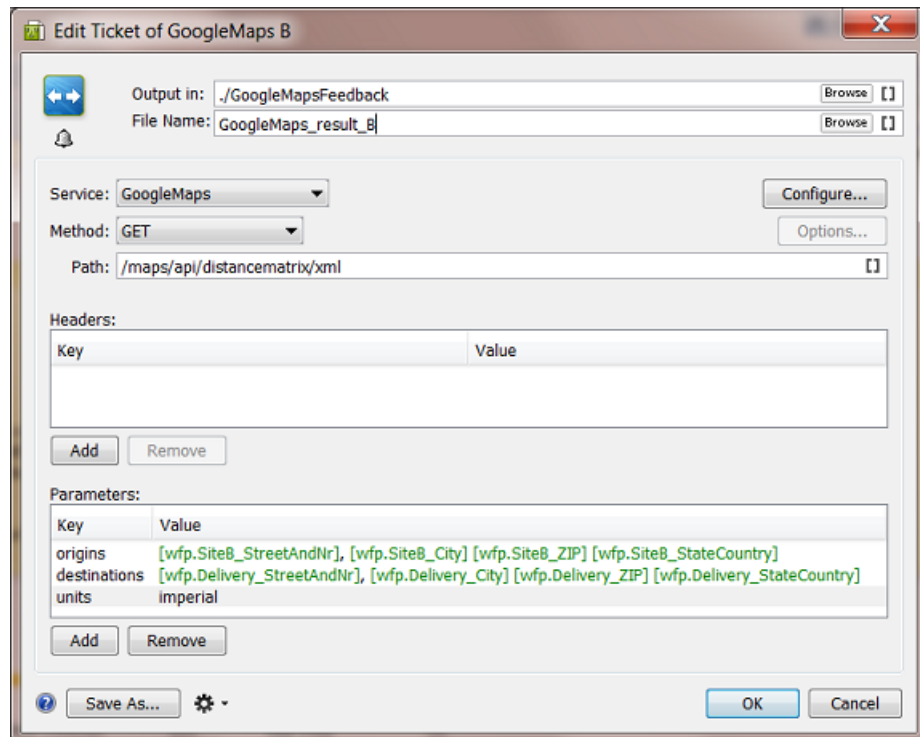 Edit Ticket of GoogleMaps B
X
Output in: ./GoogleMapsFeedback Browse []
File Name: GoogleMaps_result_B Browse []
Service: GoogleMaps Configure...
Method: GET Options...
Path: /maps/api/distancematrix/xml []
Headers:
Key Value
Add Remove
Parameters:
Key Value
origins [wfp.SiteB_StreetAndNr], [wfp.SiteB_City] [wfp.SiteB_ZIP] [wfp.SiteB_StateCountry]
destinations [wfp.Delivery_StreetAndNr], [wfp.Delivery_City] [wfp.Delivery_ZIP] [wfp.Delivery_StateCountry]
units imperial
Add Remove
? Save As... OK Cancel